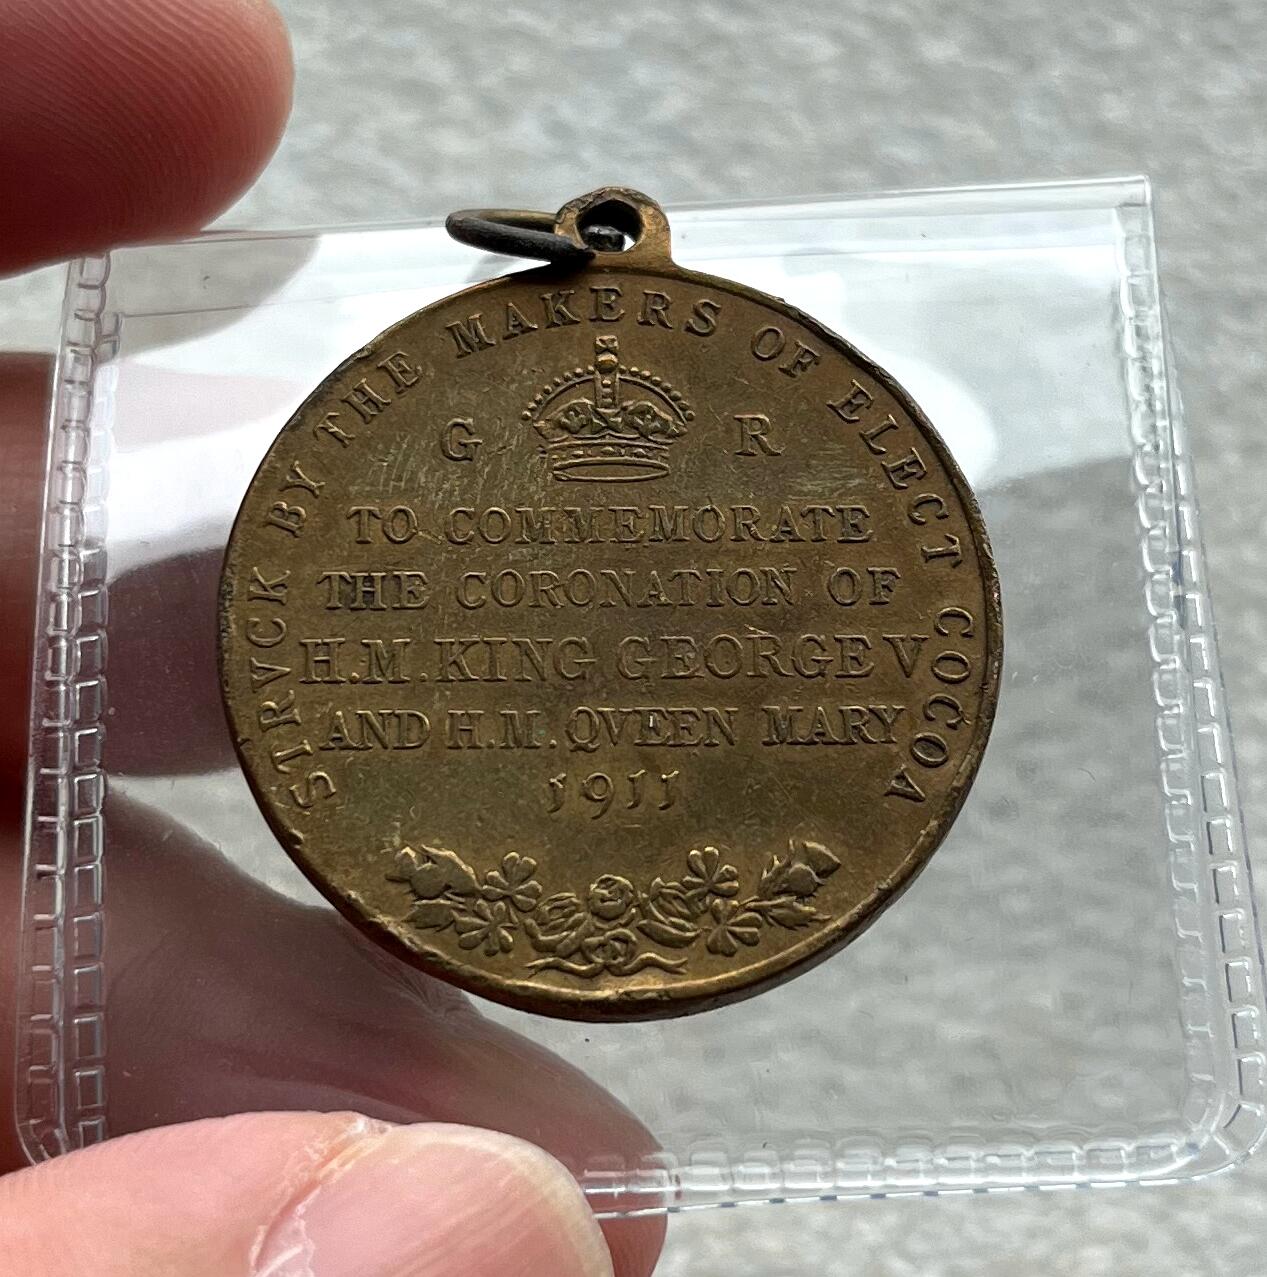 STRVCK BY THE MAKERS OF ELECT COCOA
G R
TO COMMEMORATE
THE CORONATION OF
H.M. KING GEORGE V
AND H.M. QVEEN MARY
1911